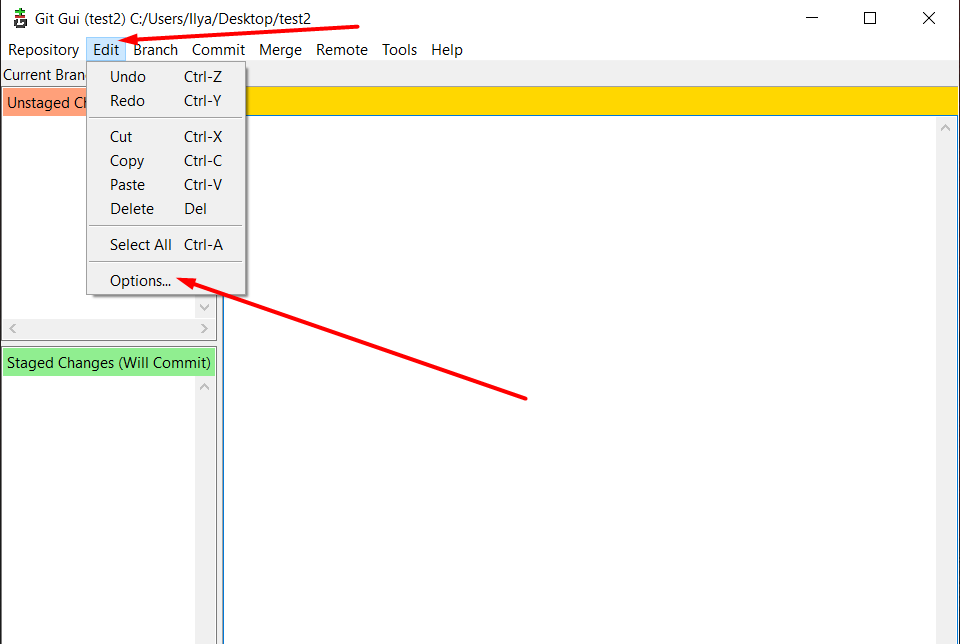 Git Gui (test2) C:/Users/Ilya/Desktop/test2
Repository Edit Branch Commit Merge Remote Tools Help
Current Bran
Unstaged Ch
Undo Ctrl-Z
Redo Ctrl-Y
Cut Ctrl-X
Copy Ctrl-C
Paste Ctrl-V
Delete Del
Select All Ctrl-A
Options...
Staged Changes (Will Commit)